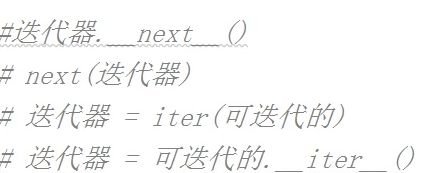 #迭代器.__next__()
# next(迭代器)
# 迭代器 = iter(可迭代的)
# 迭代器 = 可迭代的.__iter__()